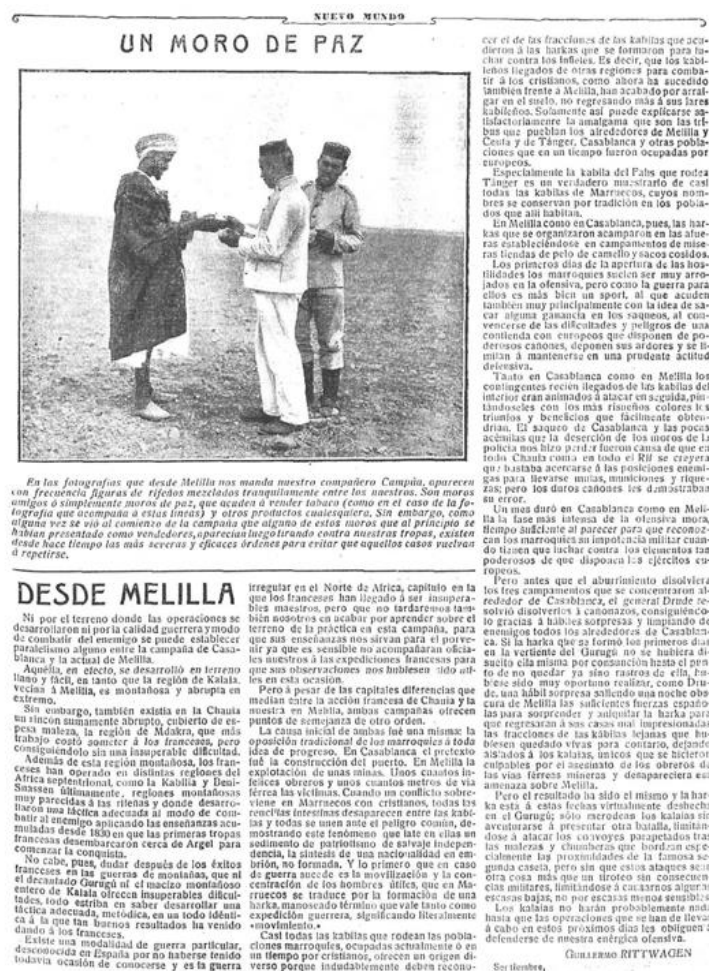 6
NUEVO MUNDO
UN MORO DE PAZ
En las fotografías que desde Melilla nos manda nuestro compañero Campúa, aparecen
con frecuencia figuras de rifeños mezclados tranquilamente entre los nuestros. Son moros
amigos ó simplemente moros de paz, que acuden á vender tabaco (como en el caso de la fo-
tografía que acompaña á estas líneas) y otros productos cualesquiera. Sin embargo, como
alguna vez se vió al comienzo de la campaña que alguno de estos moros que al principio se
habían presentado como vendedores, aparecían luego tirando contra nuestras tropas, existen
desde hace tiempo las más severas y eficaces órdenes para evitar que aquellos casos vuelvan
á repetirse.
DESDE MELILLA
Ni por el terreno donde las operaciones se
desarrollaron ni por la calidad guerrera y modo
de combatir del enemigo se puede establecer
paralelismo alguno entre la campaña de Casa-
blanca y la actual de Melilla.
Aquélla, en efecto, se desarrolló en terreno
llano y fácil, en tanto que la región de Kalaia,
vecina á Melilla, es montañosa y abrupta en
extremo.
Sin embargo, también existía en la Chauia
un rincón sumamente abrupto, cubierto de es-
pesa maleza, la región de Mdakra, que más
trabajo costó someter á los franceses, pero
consiguiéndolo sin una insuperable dificultad.
Además de esta región montañosa, los fran-
ceses han operado en distintas regiones del
Africa septentrional, como la Kabilia y Beni-
Snassen últimamente, regiones montañosas
muy parecidas á las rifeñas y donde desarro-
llaron una táctica adecuada al modo de com-
batir al enemigo aplicando las enseñanzas acu-
muladas desde 1830 en que las primeras tropas
francesas desembarcaron cerca de Argel para
comenzar la conquista.
No cabe, pues, dudar después de los éxitos
franceses en las guerras de montañas, que ni
el decantado Gurugú ni el macizo montañoso
entero de Kalaia ofrecen insuperables dificul-
tades, todo estriba en saber desarrollar una
táctica adecuada, metódica, en un todo idénti-
ca á la que tan buenos resultados ha venido
dando á los franceses.
Existe una modalidad de guerra particular,
desconocida en España por no haberse tenido
todavía ocasión de conocerse y es la guerra
irregular en el Norte de Africa, capítulo en la
que los franceses han llegado á ser insupera-
bles maestros, pero que no tardaremos tam-
bién nosotros en acabar por aprender sobre el
terreno de la práctica en esta campaña, para
que sus enseñanzas nos sirvan para el porve-
nir ya que es sensible no acompañaran oficia-
les nuestros á las expediciones francesas para
que sus observaciones nos hubiesen sido útí-
les en esta ocasión.
Pero á pesar de las capitales diferencias que
median entre la acción francesa de Chauia y la
nuestra en Melilla, ambas campañas ofrecen
puntos de semejanza de otro orden.
La causa inicial de ambas fué una misma: la
oposición tradicional de los marroquíes á toda
idea de progreso. En Casablanca el pretexto
fué la construcción del puerto. En Melilla la
explotación de unas minas. Unos cuantos in-
felices obreros y unos cuantos metros de vía
férrea las víctimas. Cuando un conflicto sobre-
viene en Marruecos con cristianos, todas las
rencillas intestinas desaparecen entre las kabi-
las y todas se unen ante el peligro común, de-
mostrando este fenómeno que late en ellas un
sedimento de patriotismo de salvaje indepen-
dencia, la síntesis de una nacionalidad en em-
brión, no formada. Y lo primero que en caso
de guerra sucede es la movilización y la con-
centración de los hombres útiles, que en Ma-
rruecos se traduce por la formación de una
harka, manoseado término que vale tanto como
expedición guerrera, significando literalmente
«movimiento.»
Casi todas las kabilas que rodean las pobla-
ciones marroquíes, ocupadas actualmente ó en
un tiempo por cristianos, ofrecen un origen di-
verso porque indudablemente deben recono-
cer el de las fracciones de las kabilas que acu-
dieron á las harkas que se formaron para lu-
char contra los infieles. Es decir, que los kabi-
leños llegados de otras regiones para comba-
tir á los cristianos, como ahora ha sucedido
también frente á Melilla, han acabado por arrai-
gar en el suelo, no regresando más á sus lares
kabileños. Solamente así puede explicarse sa-
tisfactoriamente la amalgama que son las tri-
bus que pueblan los alrededores de Melilla y
Ceuta y de Tánger, Casablanca y otras pobla-
ciones que en un tiempo fueron ocupadas por
europeos.
Especialmente la kabila del Fahs que rodea
Tánger es un verdadero muestrario de casi
todas las kabilas de Marruecos, cuyos nom-
bres se conservan por tradición en los pobla-
dos que allí habitan.
En Melilla como en Casablanca, pues, las har-
kas que se organizaron acamparon en las afue-
ras estableciéndose en campamentos de mise-
ras tiendas de pelo de camello y sacos cosidos.
Los primeros días de la apertura de las hos-
tilidades los marroquíes suelen ser muy arro-
jados en la ofensiva, pero como la guerra para
ellos es más bien un sport, al que acuden
también muy principalmente con la idea de sa-
car alguna ganancia en los saqueos, al con-
vencerse de las dificultades y peligros de una
contienda con europeos que disponen de po-
derosos cañones, deponen sus ardores y se li-
mitan á mantenerse en una prudente actitud
defensiva.
Tanto en Casablanca como en Melilla los
contingentes recién llegados de las kabilas del
interior eran animados á atacar en seguida, pin-
tándoseles con los más risueños colores los
triunfos y beneficios que fácilmente obten-
drían. El saqueo de Casablanca y las pocas
acémilas que la deserción de los moros de la
policía nos hizo perder fueron causa de que en
toda Chauia como en todo el Rif se creyera
que bastaba acercarse á las posiciones enemi-
gas para llevarse mulas, municiones y rique-
zas; pero los duros cañones les demostraban
su error.
Un mes duró en Casablanca como en Meli-
lla la fase más intensa de la ofensiva mora,
tiempo suficiente al parecer para que reconoz-
can los marroquíes su impotencia militar cuan-
do tienen que luchar contra los elementos tan
poderosos de que disponen los ejércitos eu-
ropeos.
Pero antes que el aburrimiento disolviera
los tres campamentos que se concentraron al-
rededor de Casablanca, el general Drude re-
solvió disolverlos á cañonazos, consiguiéndo-
lo gracias á hábiles sorpresas y limpiando de
enemigos todos los alrededores de Casablan-
ca. Si la harka que se formó los primeros días
en la vertiente del Gurugú no se hubiera di-
suelto ella misma por consunción hasta el pun-
to de no quedar ya sino rastros de ella, hu-
biese sido muy oportuno realizar, como Dru-
de, una hábil sorpresa saliendo una noche obs-
cura de Melilla las suficientes fuerzas españo-
las para sorprender y aniquilar la harka para
que regresaran á sus casas mal impresionadas
las fracciones de las kábilas lejanas que hu-
biesen quedado vivas para contarlo, dejando
aislados á los kalaias, únicos que se hicieron
culpables por el asesinato de los obreros de
las vías férreas mineras y desapareciera esa
amenaza sobre Melilla.
Pero el resultado ha sido el mismo y la har-
ka está á estas fechas virtualmente deshecha
en el Gurugú; sólo merodean los kalaias sin
aventurarse á presentar otra batalla, limitán-
dose á atacar los convoyes parapetados tras
las malezas y chumberas que bordean espe-
cialmente las proximidades de la famosa se-
gunda caseta, pero sin que estos ataques sean
otra cosa más que un tiroteo sin consecuen-
cias militares, limitándose á causarnos algunas
escasas bajas, no por escasas menos sensibles.
Los kalaias no harán probablemente nada
hasta que las operaciones que se han de llevar
á cabo en estos próximos días les obliguen á
defenderse de nuestra enérgica ofensiva.
GUILLERMO RITTWAGEN
Septiembre,